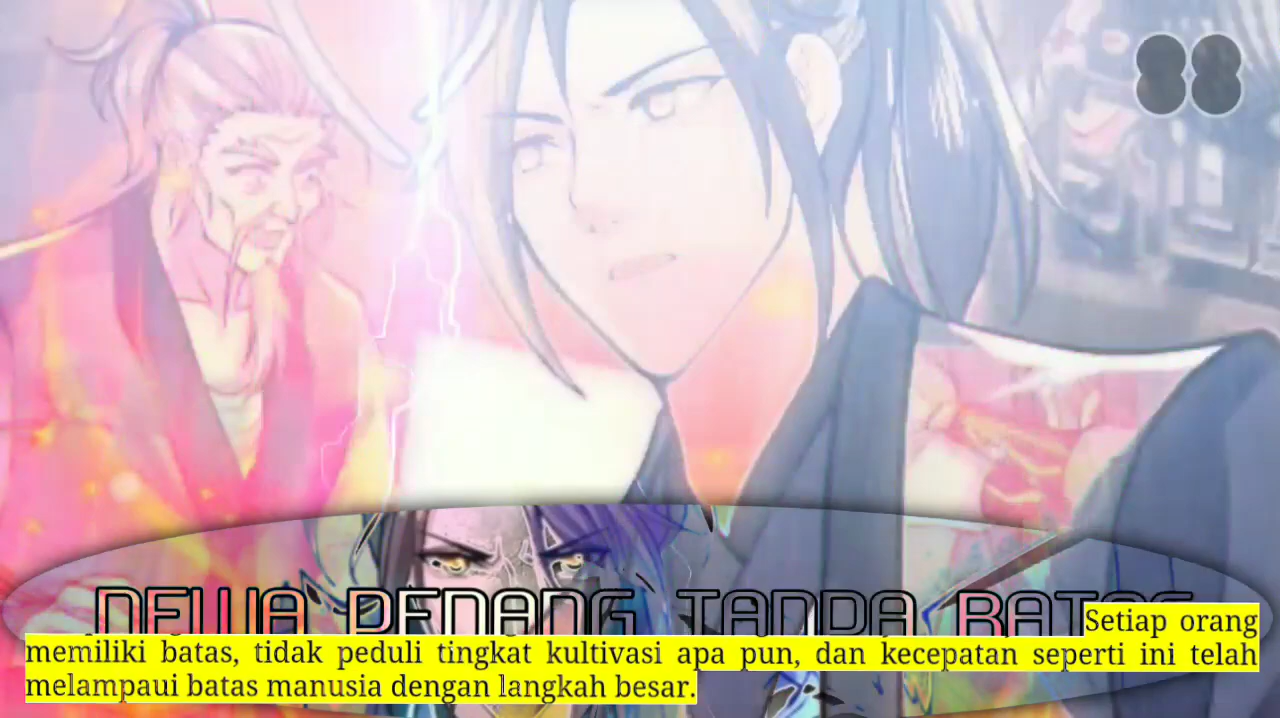 88
DEWA PEDANG TANPA BATAS
Setiap orang
memiliki batas, tidak peduli tingkat kultivasi apa pun, dan kecepatan seperti ini telah
melampaui batas manusia dengan langkah besar.